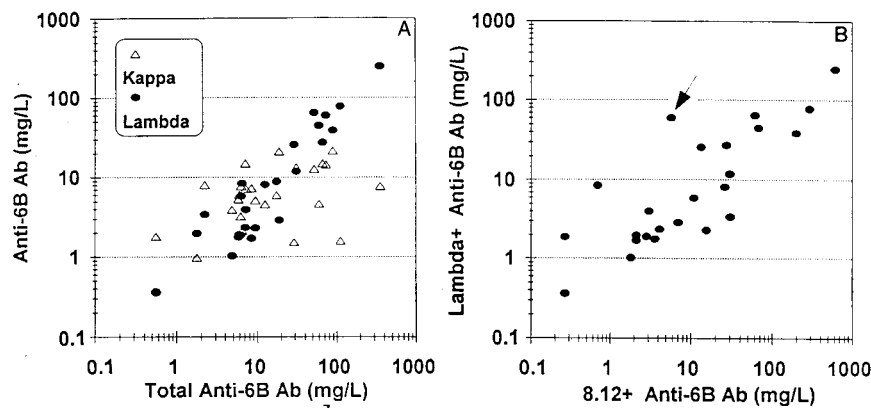 A
B
Kappa
Lambda
Anti-6B Ab (mg/L)
1000
100
10
1
0.1
0.1 1 10 100 1000
Total Anti-6B Ab (mg/L)
Lambda+ Anti-6B Ab (mg/L)
1000
100
10
1
0.1
0.1 1 10 100 1000
8.12+ Anti-6B Ab (mg/L)